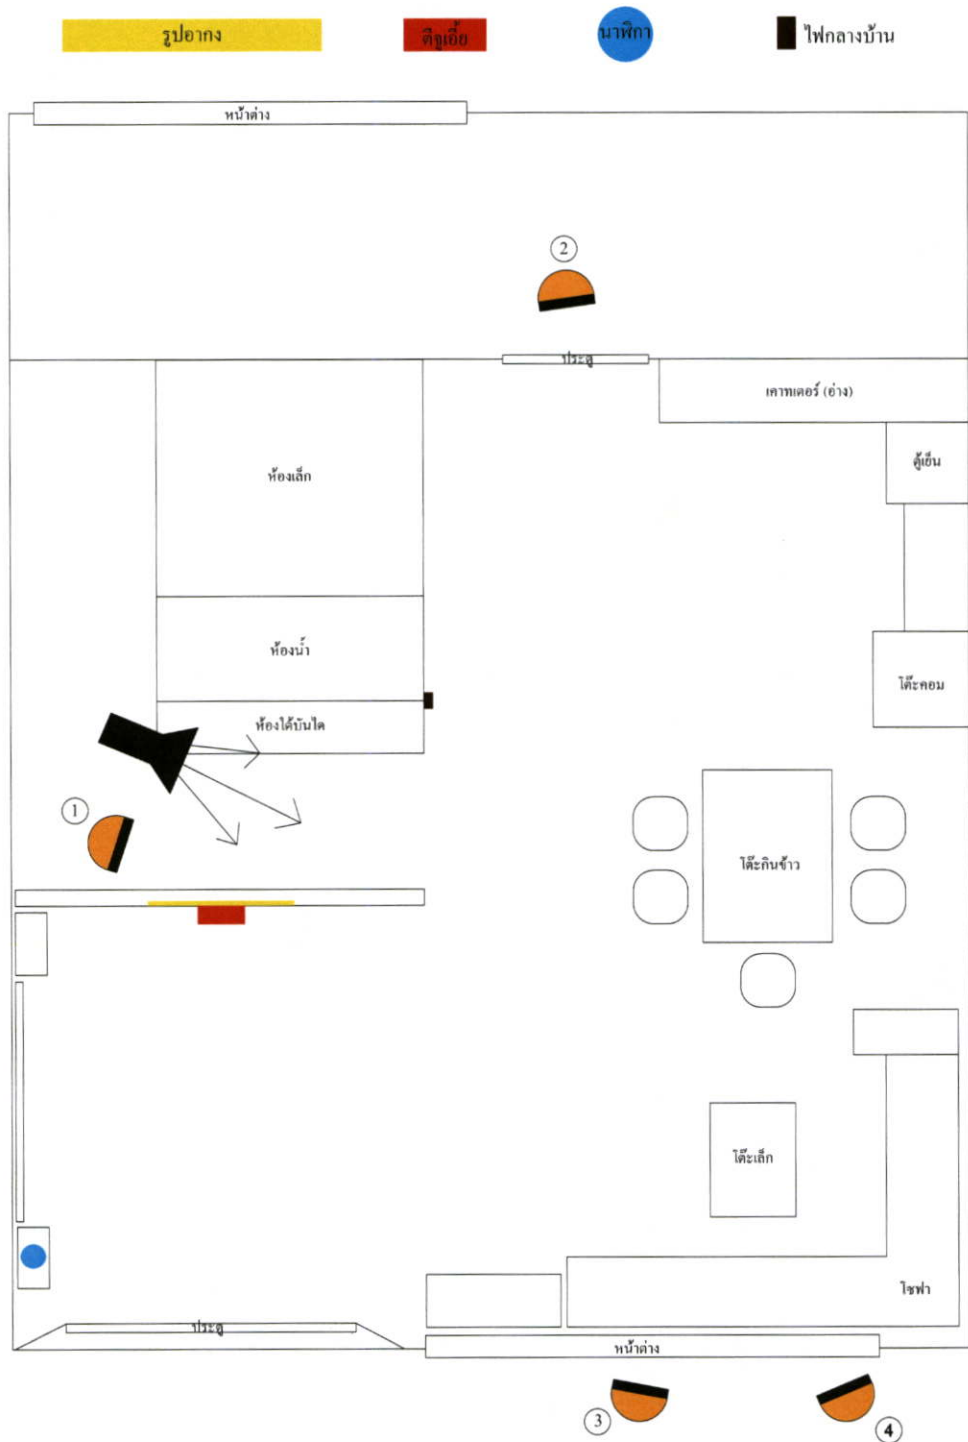 รูปอากง
ตี่จู่เอี๊ย
นาฬิกา
ไฟกลางบ้าน
หน้าต่าง
2
ประตู
เคาทเตอร์ (อ่าง)
ตู้เย็น
ห้องเล็ก
ห้องน้ำ
โต๊ะคอม
ห้องใต้บันได
1
โต๊ะกินข้าว
โต๊ะเล็ก
โซฟา
ประตู
หน้าต่าง
3
4